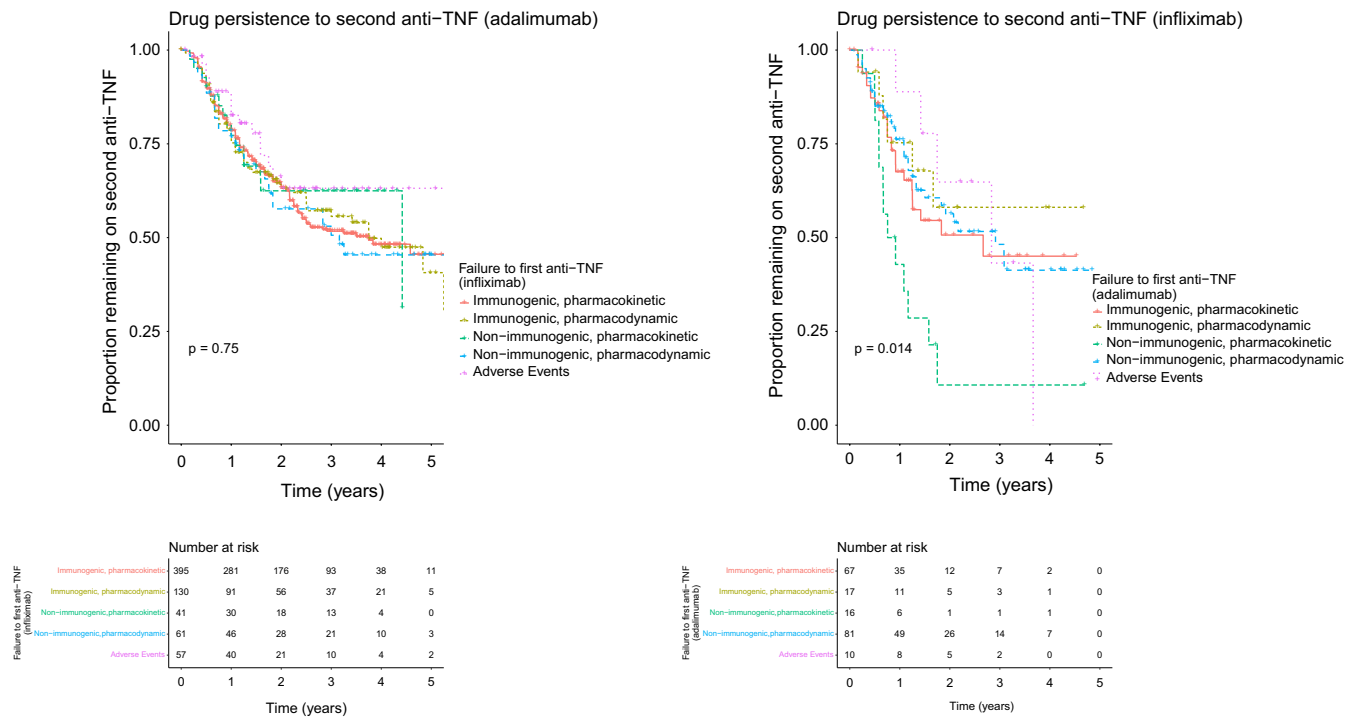 Drug persistence to second anti−TNF (adalimumab)
Proportion remaining on second anti−TNF
1.00
0.75
0.50
0.25
0.00
p = 0.75
Failure to first anti−TNF
(infliximab)
Immunogenic, pharmacokinetic
Immunogenic, pharmacodynamic
Non−immunogenic, pharmacokinetic
Non−immunogenic, pharmacodynamic
Adverse Events
0 1 2 3 4 5
Time (years)
Number at risk
Failure to first anti−TNF
(infliximab)
Immunogenic, pharmacokinetic 395 281 176 93 38 11
Immunogenic, pharmacodynamic 130 91 56 37 21 5
Non−immunogenic,pharmacokinetic 41 30 18 13 4 0
Non−immunogenic,pharmacodynamic 61 46 28 21 10 3
Adverse Events 57 40 21 10 4 2
0 1 2 3 4 5
Time (years)
Drug persistence to second anti−TNF (infliximab)
Proportion remaining on second anti−TNF
1.00
0.75
0.50
0.25
0.00
p = 0.014
Failure to first anti−TNF
(adalimumab)
Immunogenic, pharmacokinetic
Immunogenic, pharmacodynamic
Non−immunogenic, pharmacokinetic
Non−immunogenic, pharmacodynamic
Adverse Events
0 1 2 3 4 5
Time (years)
Number at risk
Failure to first anti−TNF
(adalimumab)
Immunogenic, pharmacokinetic 67 35 12 7 2 0
Immunogenic, pharmacodynamic 17 11 5 3 1 0
Non−immunogenic,pharmacokinetic 16 6 1 1 1 0
Non−immunogenic,pharmacodynamic 81 49 26 14 7 0
Adverse Events 10 8 5 2 0 0
0 1 2 3 4 5
Time (years)